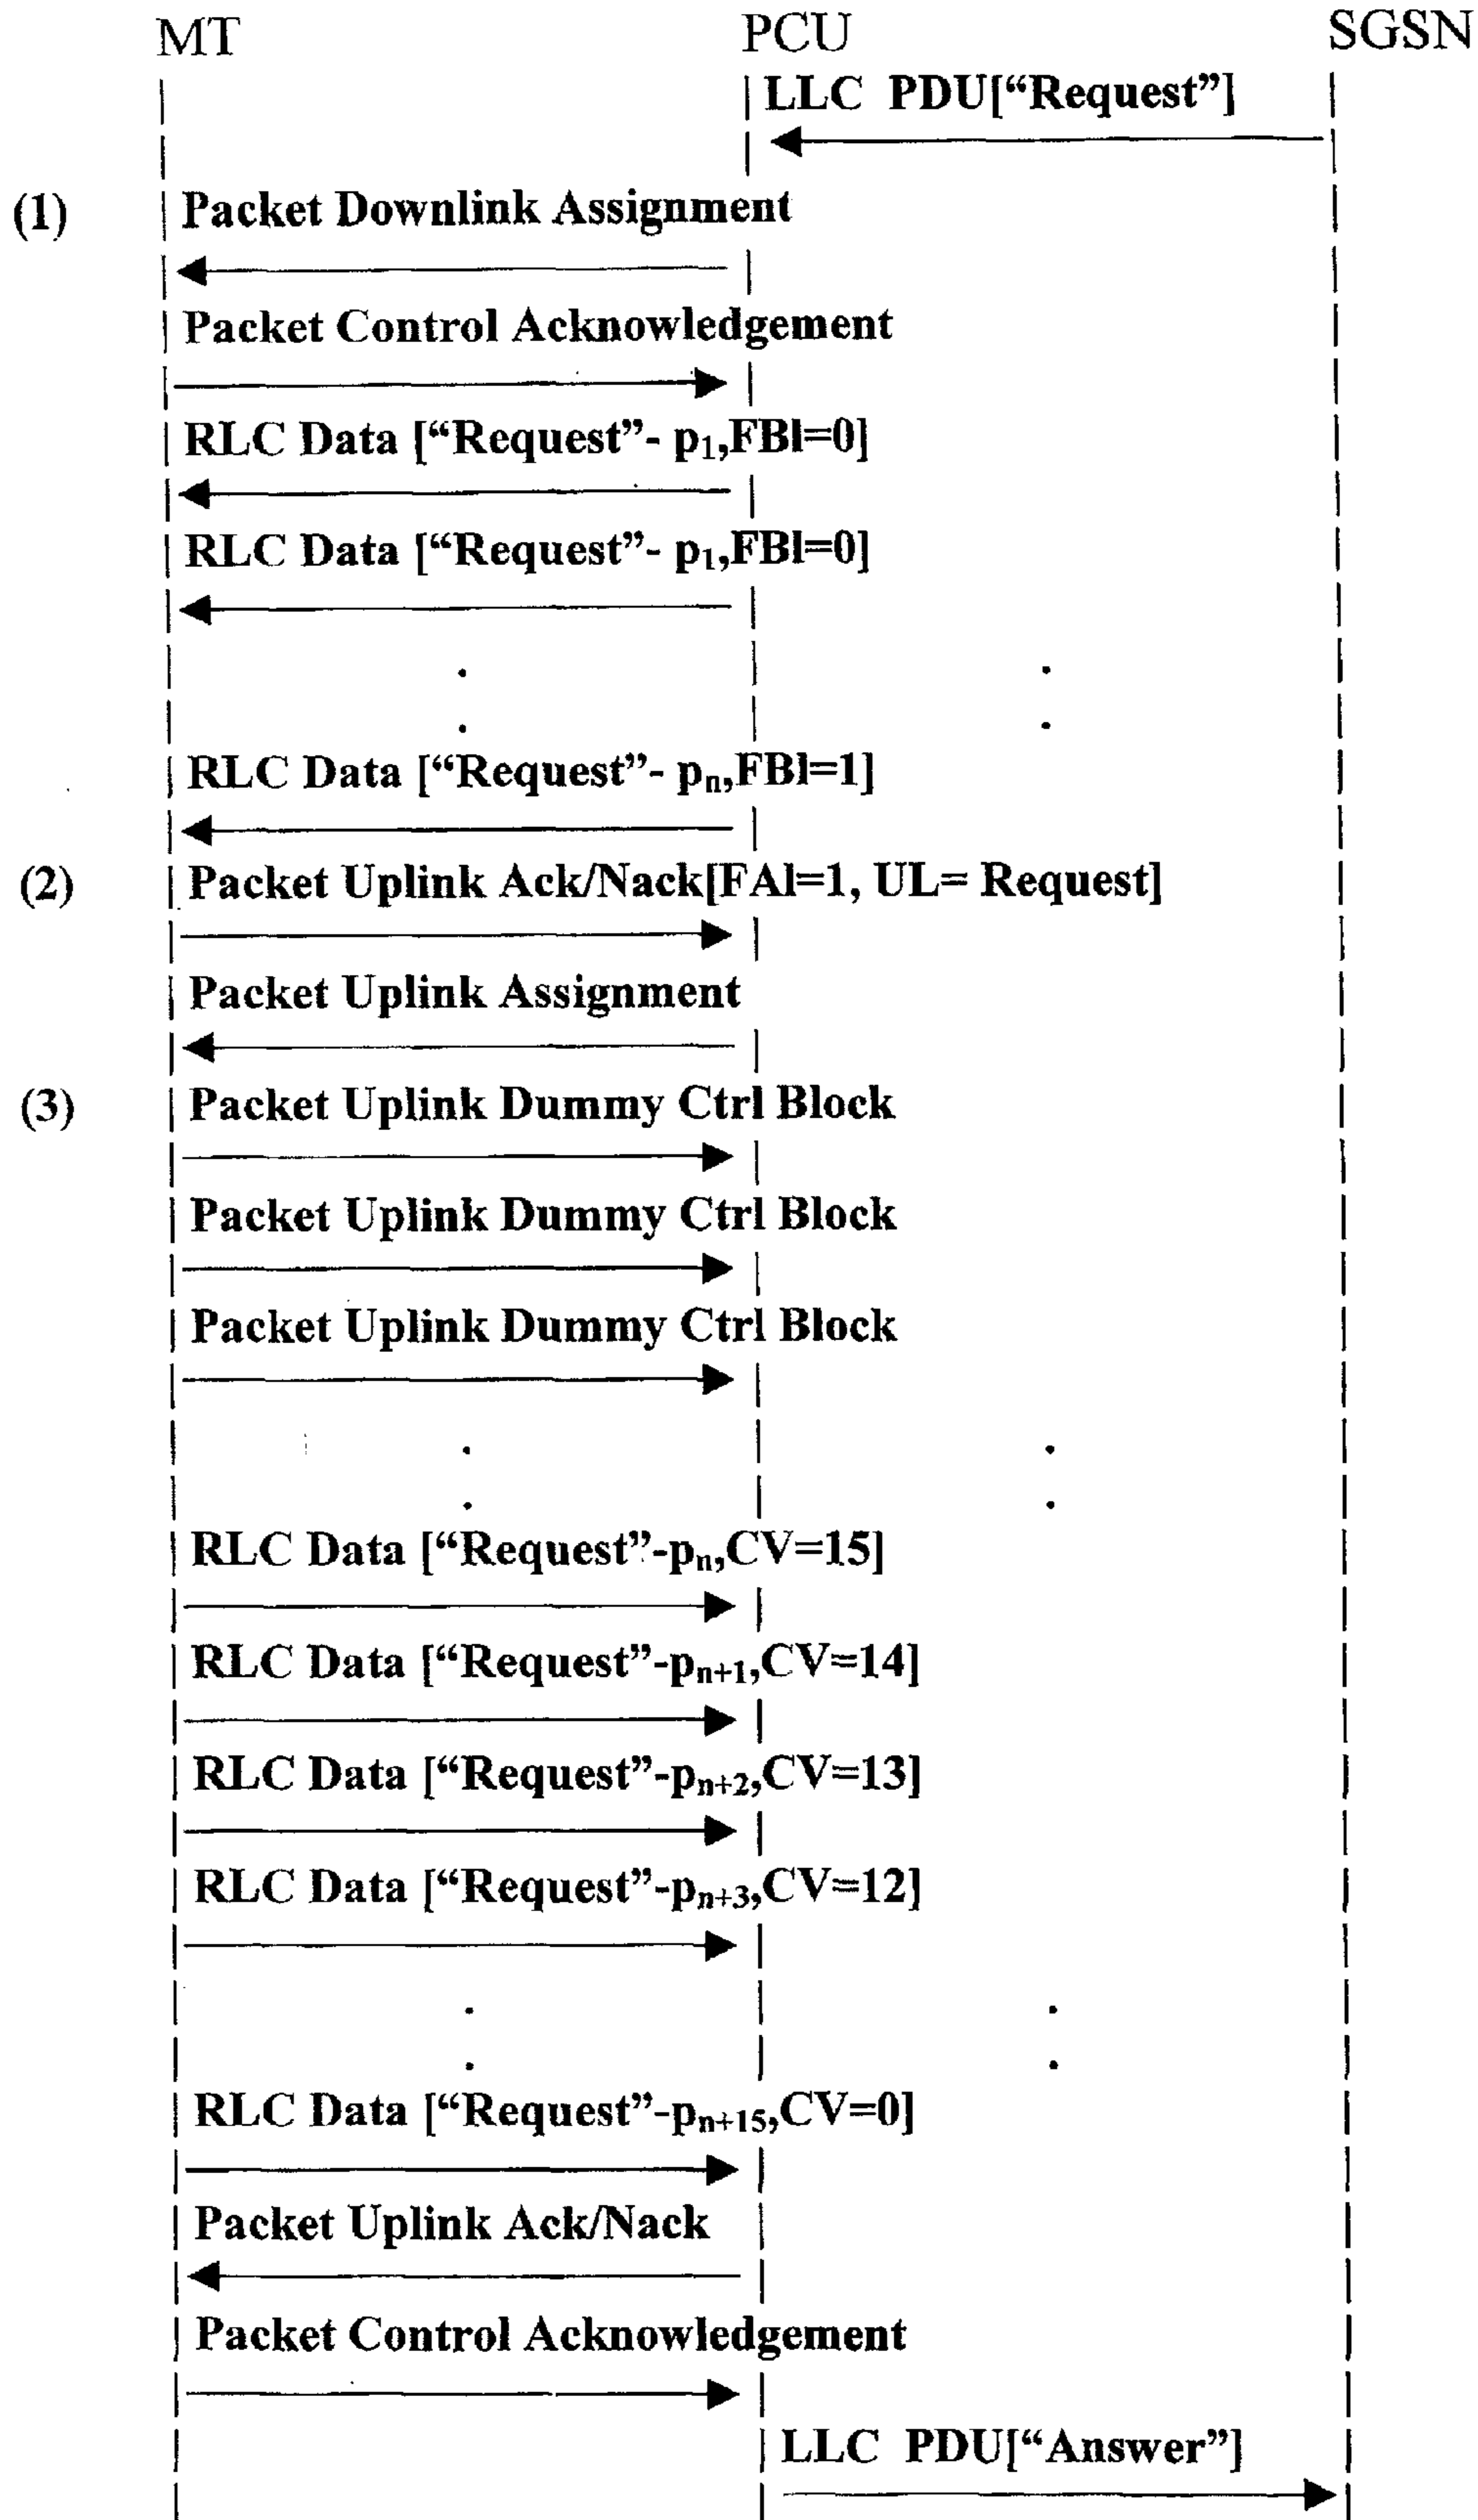 MT PCU SGSN
LLC PDU[“Request”]
(1) Packet Downlink Assignment
Packet Control Acknowledgement
RLC Data [“Request”- p₁,FBI=0]
RLC Data [“Request”- p₁,FBI=0]
RLC Data [“Request”- pₙ,FBI=1]
(2) Packet Uplink Ack/Nack[FAI=1, UL= Request]
Packet Uplink Assignment
(3) Packet Uplink Dummy Ctrl Block
Packet Uplink Dummy Ctrl Block
Packet Uplink Dummy Ctrl Block
RLC Data [“Request”-pₙ,CV=15]
RLC Data [“Request”-pₙ₊₁,CV=14]
RLC Data [“Request”-pₙ₊₂,CV=13]
RLC Data [“Request”-pₙ₊₃,CV=12]
RLC Data [“Request”-pₙ₊₁₅,CV=0]
Packet Uplink Ack/Nack
Packet Control Acknowledgement
LLC PDU[“Answer”]